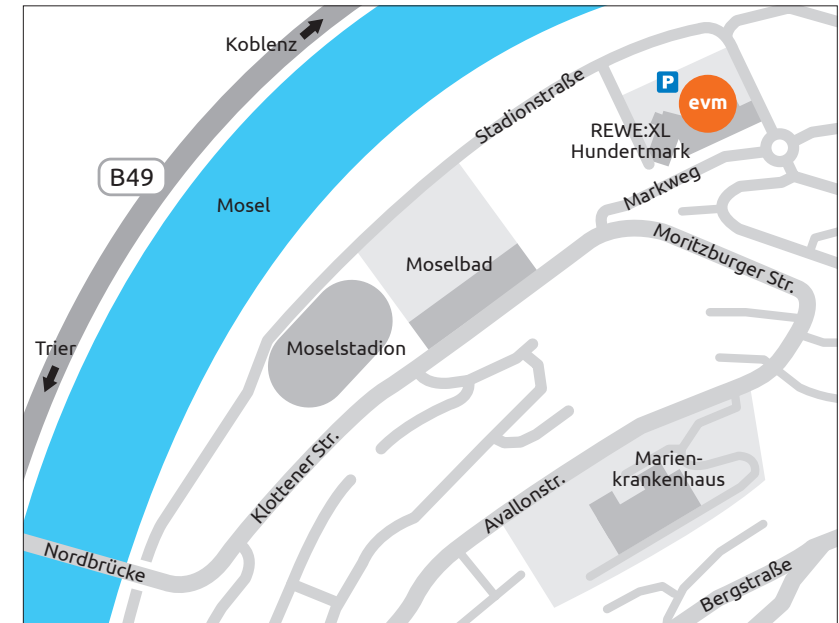 Koblenz
Stadionstraße
P
evm
REWE:XL
Hundertmark
B49
Markweg
Mosel
Moritzburger Str.
Moselbad
Trier
Moselstadion
Klottener Str.
Marien-
krankenhaus
Avallonstr.
Nordbrücke
Bergstraße